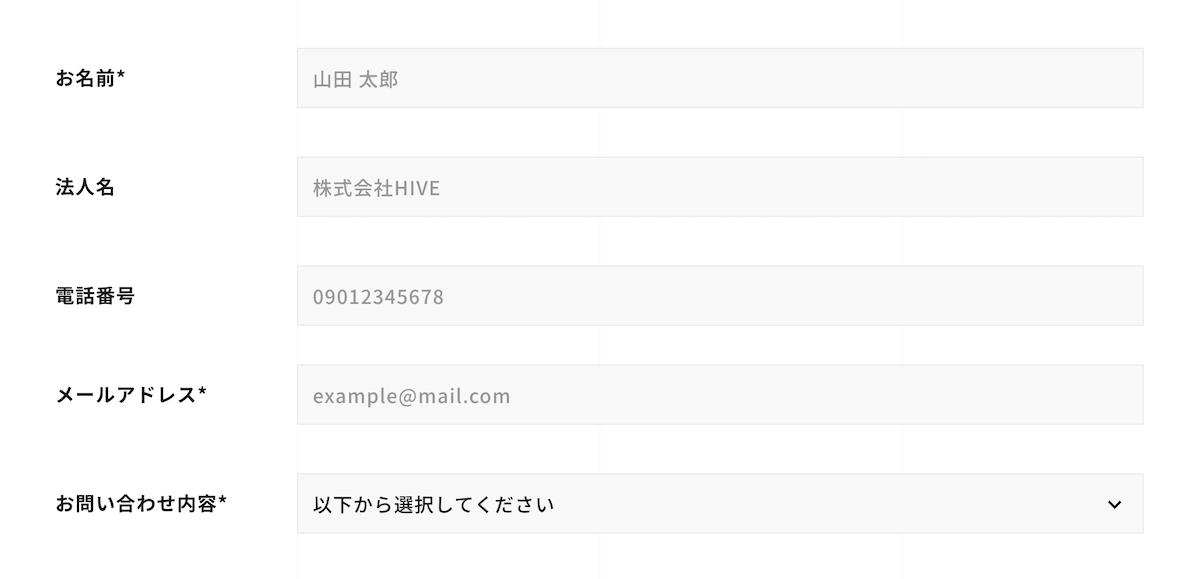 お名前*
山田 太郎
法人名
株式会社HIVE
電話番号
09012345678
メールアドレス*
example@mail.com
お問い合わせ内容*
以下から選択してください